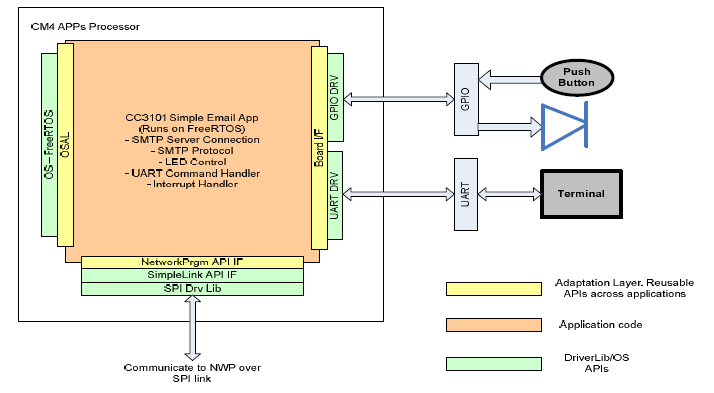 CM4 APPs Processor
OS – FreeRTOS
OSAL
CC3101 Simple Email App
(Runs on FreeRTOS)
- SMTP Server Connection
- SMTP Protocol
- LED Control
- UART Command Handler
- Interrupt Handler
Board I/F
GPIO DRV
UART DRV
NetworkPrgm API IF
SimpleLink API IF
SPI Drv Lib
Communicate to NWP over
SPI link
GPIO
Push
Button
UART
Terminal
Adaptation Layer. Reusable
APIs across applications
Application code
DriverLib/OS
APIs